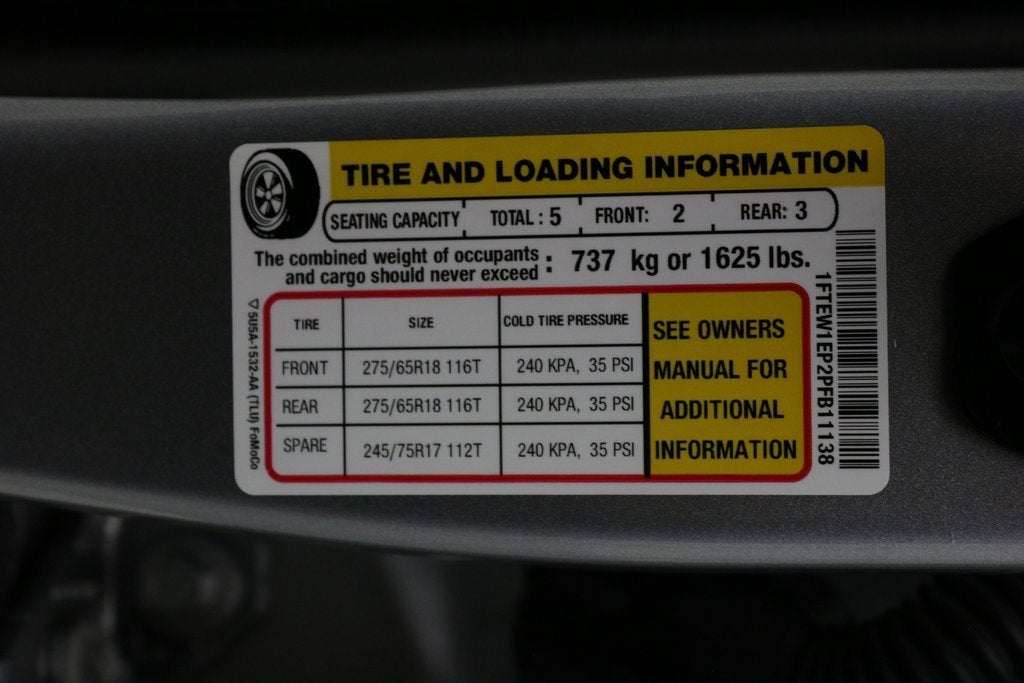 TIRE AND LOADING INFORMATION
SEATING CAPACITY TOTAL : 5 FRONT: 2 REAR: 3
The combined weight of occupants
and cargo should never exceed : 737 kg or 1625 lbs.
TIRE SIZE COLD TIRE PRESSURE
FRONT 275/65R18 116T 240 KPA, 35 PSI
REAR 275/65R18 116T 240 KPA, 35 PSI
SPARE 245/75R17 112T 240 KPA, 35 PSI
SEE OWNERS
MANUAL FOR
ADDITIONAL
INFORMATION
1FTEW1EP2PFB11138
▽ 5U5A-1532-AA (TLU) FoMoCo